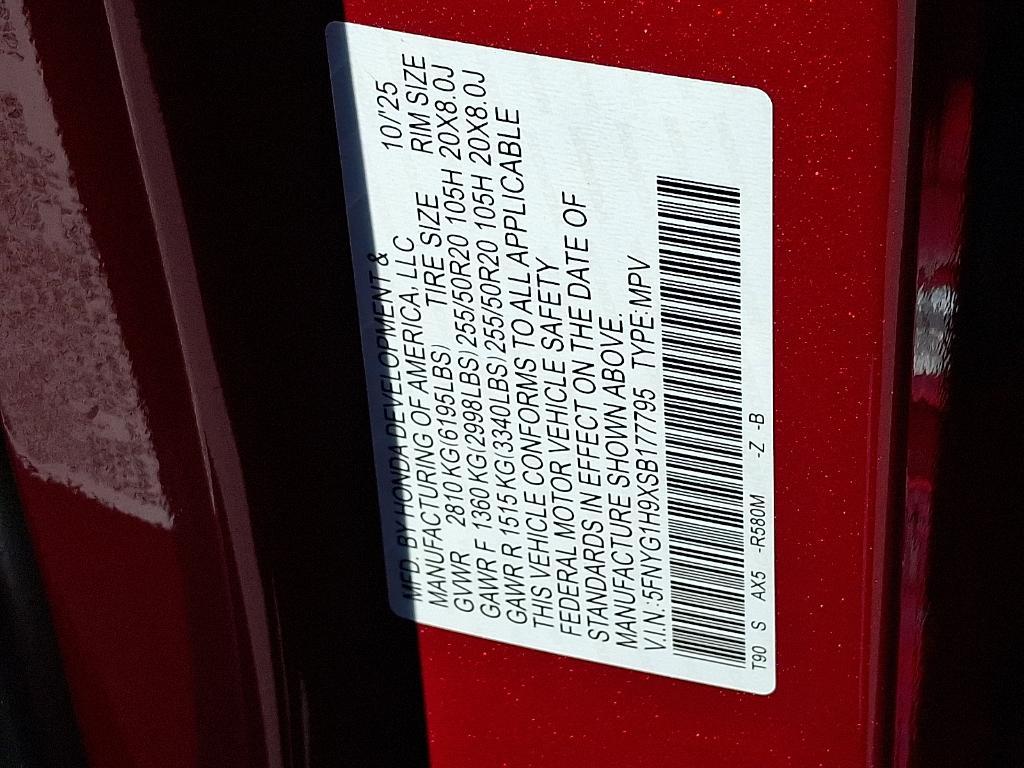 MFD. BY HONDA DEVELOPMENT &
MANUFACTURING OF AMERICA, LLC 10/'25
GVWR 2810 KG(6195LBS) TIRE SIZE RIM SIZE
GAWR F 1360 KG(2998LBS) 255/50R20 105H 20X8.0J
GAWR R 1515 KG(3340LBS) 255/50R20 105H 20X8.0J
THIS VEHICLE CONFORMS TO ALL APPLICABLE
FEDERAL MOTOR VEHICLE SAFETY
STANDARDS IN EFFECT ON THE DATE OF
MANUFACTURE SHOWN ABOVE.
V.I.N.:5FNYG1H9XSB177795 TYPE:MPV
T90 S AX5 -R580M -Z -B